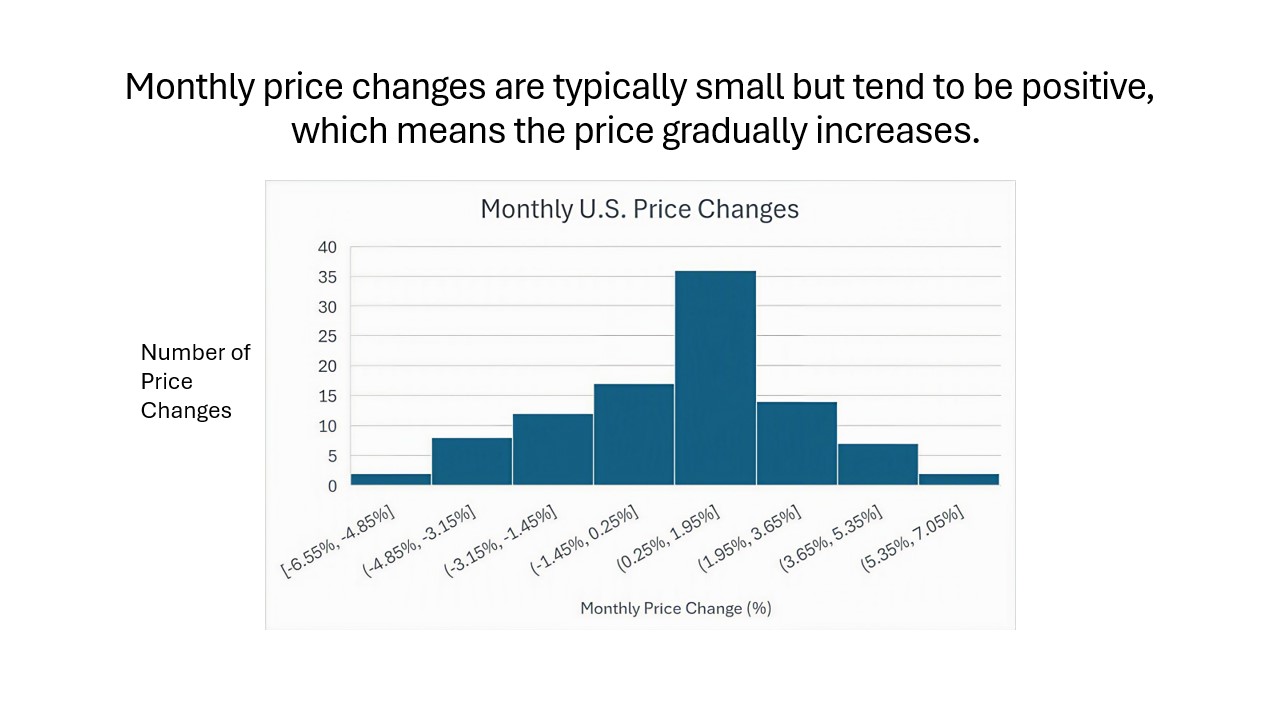 Monthly price changes are typically small but tend to be positive,
which means the price gradually increases.
Monthly U.S. Price Changes
Number of
Price
Changes
40
35
30
25
20
15
10
5
0
[-6.55%, -4.85%]
(-4.85%, -3.15%]
(-3.15%, -1.45%]
(-1.45%, 0.25%]
(0.25%, 1.95%]
(1.95%, 3.65%]
(3.65%, 5.35%]
(5.35%, 7.05%]
Monthly Price Change (%)